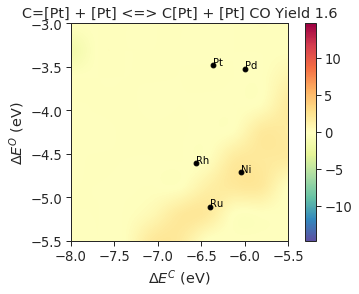 C=[Pt] + [Pt] <=> C[Pt] + [Pt] CO Yield 1.6
−3.0
−3.5
−4.0
−4.5
−5.0
−5.5
ΔE^O (eV)
Pt
Pd
Rh
Ni
Ru
10
5
0
−5
−10
−8.0 −7.5 −7.0 −6.5 −6.0 −5.5
ΔE^C (eV)